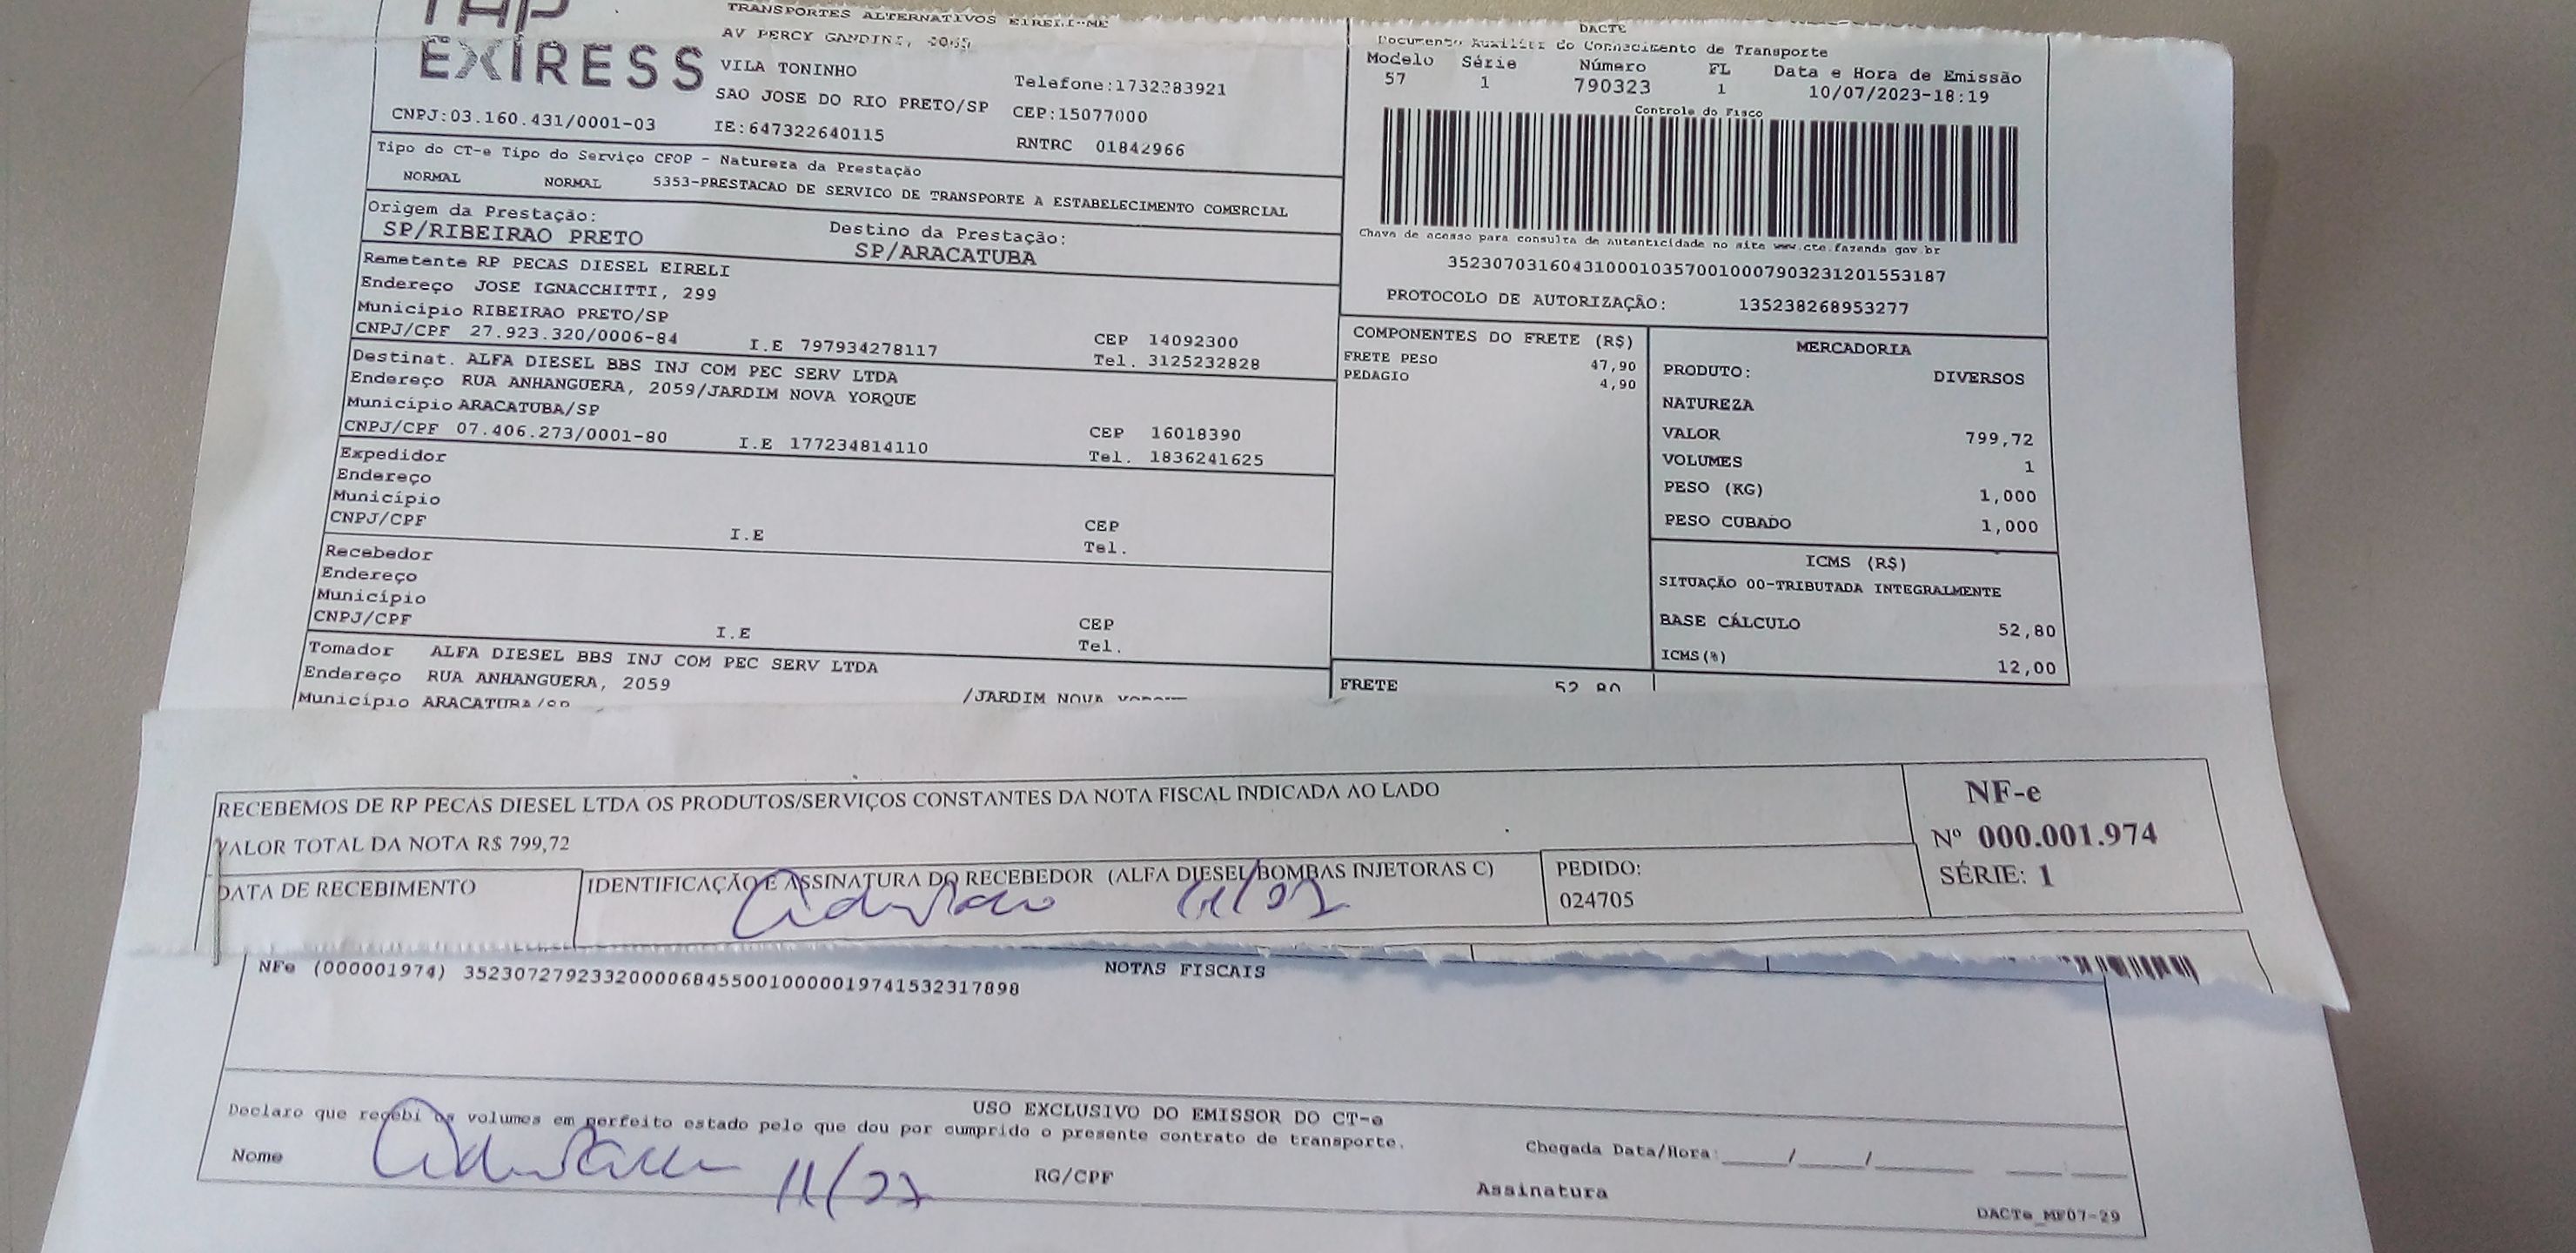 TAP
EXPRESS
TRANSPORTES ALTERNATIVOS EIRELI-ME
AV PERCY GANDINI,
VILA TONINHO
Telefone:1732283921
SAO JOSE DO RIO PRETO/SP CEP:15077000
CNPJ:03.160.431/0001-03 IE:647322640115 RNTRC 01842966
Tipo do CT-e Tipo do Serviço CFOP - Natureza da Prestação
NORMAL NORMAL 5353-PRESTACAO DE SERVICO DE TRANSPORTE A ESTABELECIMENTO COMERCIAL
Origem da Prestação: Destino da Prestação:
SP/RIBEIRAO PRETO SP/ARACATUBA
Remetente RP PECAS DIESEL EIRELI
Endereço JOSE IGNACCHITTI, 299
Município RIBEIRAO PRETO/SP CEP 14092300
CNPJ/CPF 27.923.320/0006-84 I.E 797934278117 Tel. 3125232828
Destinat. ALFA DIESEL BBS INJ COM PEC SERV LTDA
Endereço RUA ANHANGUERA, 2059/JARDIM NOVA YORQUE
Município ARACATUBA/SP CEP 16018390
CNPJ/CPF 07.406.273/0001-80 I.E 177234814110 Tel. 1836241625
Expedidor
Endereço
Município CEP
CNPJ/CPF I.E Tel.
Recebedor
Endereço
Município CEP
CNPJ/CPF I.E Tel.
Tomador ALFA DIESEL BBS INJ COM PEC SERV LTDA
Endereço RUA ANHANGUERA, 2059 /JARDIM NOVA
Município ARACATUBA/SP
DACTE
Documento Auxiliar do Conhecimento de Transporte
Modelo Série Número FL Data e Hora de Emissão
57 1 790323 1 10/07/2023-18:19
Controle do Fisco
Chave de acesso para consulta de autenticidade no site www.cte.fazenda.gov.br
35230703160431000103570010007903231201553187
PROTOCOLO DE AUTORIZAÇÃO: 135238268953277
COMPONENTES DO FRETE (R$)
FRETE PESO 47,90
PEDAGIO 4,90
FRETE 52,80
MERCADORIA
PRODUTO: DIVERSOS
NATUREZA
VALOR 799,72
VOLUMES 1
PESO (KG) 1,000
PESO CUBADO 1,000
ICMS (R$)
SITUAÇÃO 00-TRIBUTADA INTEGRALMENTE
BASE CÁLCULO 52,80
ICMS(%) 12,00
RECEBEMOS DE RP PECAS DIESEL LTDA OS PRODUTOS/SERVIÇOS CONSTANTES DA NOTA FISCAL INDICADA AO LADO
VALOR TOTAL DA NOTA R$ 799,72
DATA DE RECEBIMENTO
IDENTIFICAÇÃO E ASSINATURA DO RECEBEDOR (ALFA DIESEL BOMBAS INJETORAS C)
PEDIDO:
024705
NF-e
Nº 000.001.974
SÉRIE: 1
NOTAS FISCAIS
NFe (000001974) 35230727923320000684550010000019741532317898
USO EXCLUSIVO DO EMISSOR DO CT-e
Declaro que recebi os volumes em perfeito estado pelo que dou por cumprido o presente contrato de transporte.
Nome 11/07 RG/CPF
Chegada Data/Hora:____/____/______ ____:____
Assinatura
DACTe_MF07-29